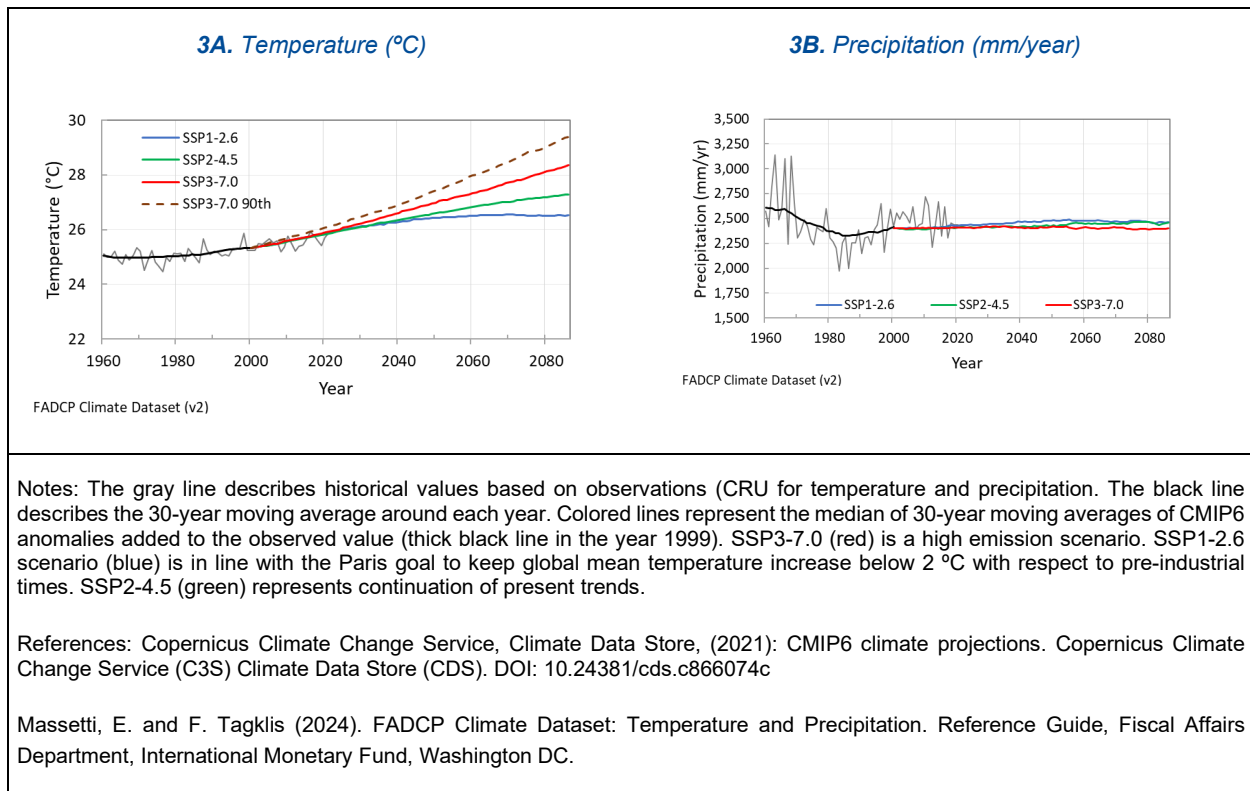 3A. Temperature (ºC)
3B. Precipitation (mm/year)
30
28
26
24
22
Temperature (°C)
SSP1-2.6
SSP2-4.5
SSP3-7.0
SSP3-7.0 90th
1960 1980 2000 2020 2040 2060 2080
Year
FADCP Climate Dataset (v2)
3,500
3,250
3,000
2,750
2,500
2,250
2,000
1,750
1,500
Precipitation (mm/yr)
SSP1-2.6 SSP2-4.5 SSP3-7.0
1960 1980 2000 2020 2040 2060 2080
Year
FADCP Climate Dataset (v2)
Notes: The gray line describes historical values based on observations (CRU for temperature and precipitation. The black line
describes the 30-year moving average around each year. Colored lines represent the median of 30-year moving averages of CMIP6
anomalies added to the observed value (thick black line in the year 1999). SSP3-7.0 (red) is a high emission scenario. SSP1-2.6
scenario (blue) is in line with the Paris goal to keep global mean temperature increase below 2 ºC with respect to pre-industrial
times. SSP2-4.5 (green) represents continuation of present trends.
References: Copernicus Climate Change Service, Climate Data Store, (2021): CMIP6 climate projections. Copernicus Climate
Change Service (C3S) Climate Data Store (CDS). DOI: 10.24381/cds.c866074c
Massetti, E. and F. Tagklis (2024). FADCP Climate Dataset: Temperature and Precipitation. Reference Guide, Fiscal Affairs
Department, International Monetary Fund, Washington DC.